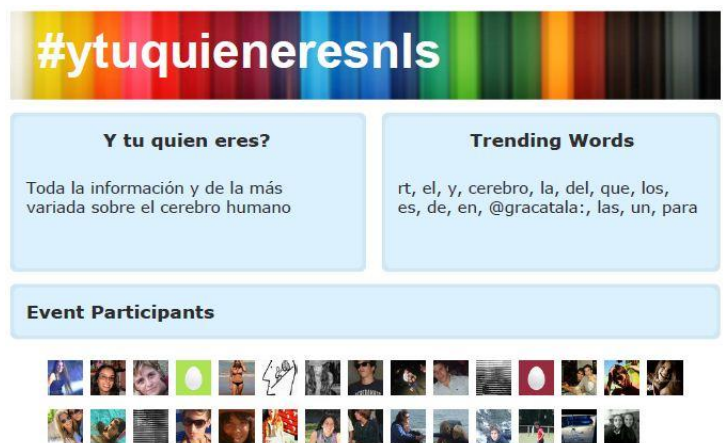 #ytuquieneresnls
Y tu quien eres?
Toda la información y de la más
variada sobre el cerebro humano
Trending Words
rt, el, y, cerebro, la, del, que, los,
es, de, en, @gracatala:, las, un, para
Event Participants